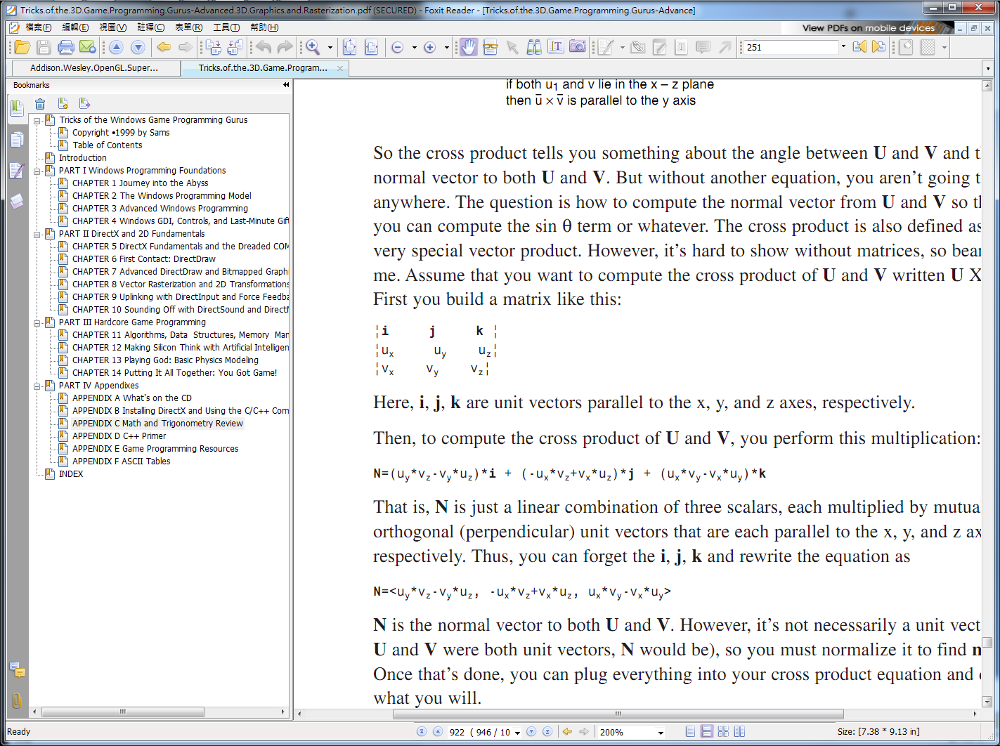 Tricks.of.the.3D.Game.Programming.Gurus-Advanced.3D.Graphics.and.Rasterization.pdf (SECURED) - Foxit Reader - [Tricks.of.the.3D.Game.Programming.Gurus-Advance]
檔案(F) 編輯(E) 視圖(V) 註釋(C) 表單(R) 工具(T) 幫助(H)
View PDFs on mobile devices
251
Addison.Wesley.OpenGL.Super...
Tricks.of.the.3D.Game.Program...
Bookmarks
Tricks of the Windows Game Programming Gurus
Copyright •1999 by Sams
Table of Contents
Introduction
PART I Windows Programming Foundations
CHAPTER 1 Journey into the Abyss
CHAPTER 2 The Windows Programming Model
CHAPTER 3 Advanced Windows Programming
CHAPTER 4 Windows GDI, Controls, and Last-Minute Gif
PART II DirectX and 2D Fundamentals
CHAPTER 5 DirectX Fundamentals and the Dreaded COM
CHAPTER 6 First Contact: DirectDraw
CHAPTER 7 Advanced DirectDraw and Bitmapped Graph
CHAPTER 8 Vector Rasterization and 2D Transformations
CHAPTER 9 Uplinking with DirectInput and Force Feedba
CHAPTER 10 Sounding Off with DirectSound and Direct
PART III Hardcore Game Programming
CHAPTER 11 Algorithms, Data Structures, Memory Man
CHAPTER 12 Making Silicon Think with Artificial Intelligen
CHAPTER 13 Playing God: Basic Physics Modeling
CHAPTER 14 Putting It All Together: You Got Game!
PART IV Appendixes
APPENDIX A What's on the CD
APPENDIX B Installing DirectX and Using the C/C++ Com
APPENDIX C Math and Trigonometry Review
APPENDIX D C++ Primer
APPENDIX E Game Programming Resources
APPENDIX F ASCII Tables
INDEX
if both u₁ and v lie in the x – z plane
then ū × v̄ is parallel to the y axis
So the cross product tells you something about the angle between U and V and t
normal vector to both U and V. But without another equation, you aren't going t
anywhere. The question is how to compute the normal vector from U and V so th
you can compute the sin θ term or whatever. The cross product is also defined as
very special vector product. However, it's hard to show without matrices, so bear
me. Assume that you want to compute the cross product of U and V written U X
First you build a matrix like this:
¦i j k ¦
¦u_x u_y u_z¦
¦v_x v_y v_z¦
Here, i, j, k are unit vectors parallel to the x, y, and z axes, respectively.
Then, to compute the cross product of U and V, you perform this multiplication:
N=(u_y*v_z-v_y*u_z)*i + (-u_x*v_z+v_x*u_z)*j + (u_x*v_y-v_x*u_y)*k
That is, N is just a linear combination of three scalars, each multiplied by mutua
orthogonal (perpendicular) unit vectors that are each parallel to the x, y, and z ax
respectively. Thus, you can forget the i, j, k and rewrite the equation as
N=<u_y*v_z-v_y*u_z, -u_x*v_z+v_x*u_z, u_x*v_y-v_x*u_y>
N is the normal vector to both U and V. However, it's not necessarily a unit vect
U and V were both unit vectors, N would be), so you must normalize it to find n
Once that's done, you can plug everything into your cross product equation and
what you will.
Ready
922 ( 946 / 10
200%
Size: [7.38 * 9.13 in]